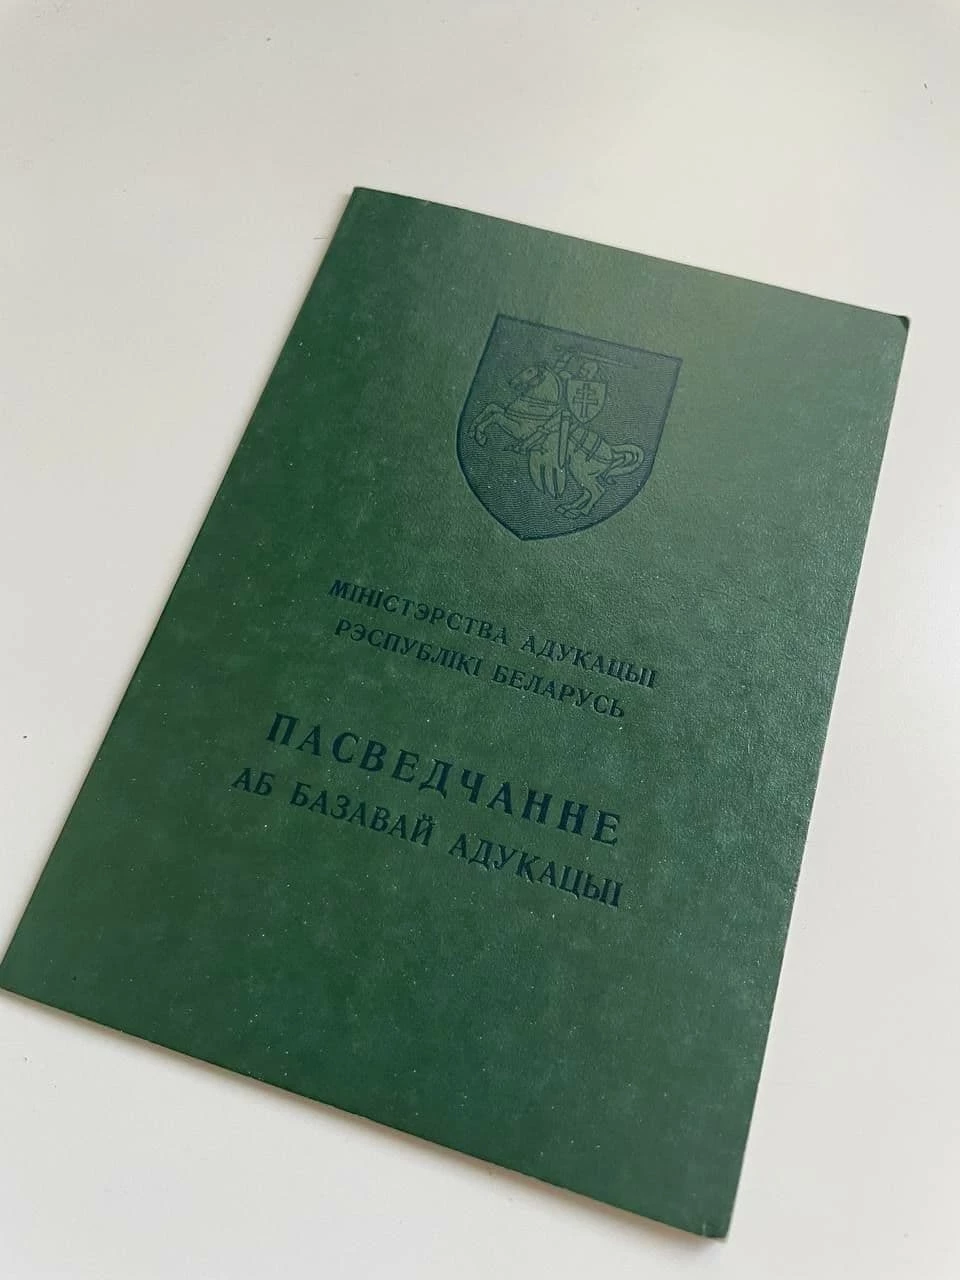 МІНІСТЭРСТВА АДУКАЦЫІ
РЭСПУБЛІКІ БЕЛАРУСЬ
ПАСВЕДЧАННЕ
АБ БАЗАВАЙ АДУКАЦЫІ